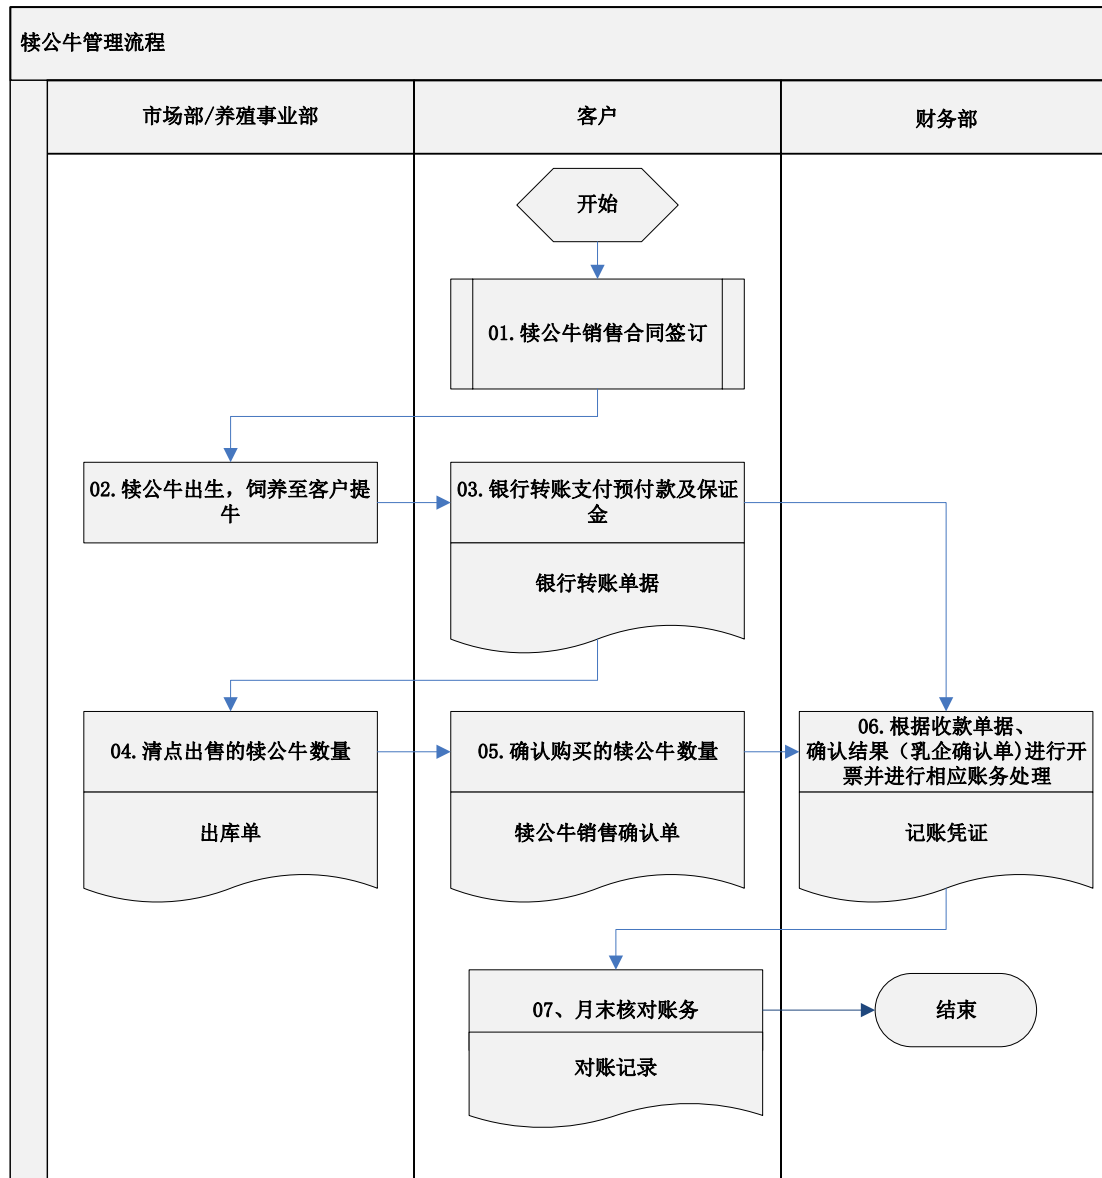 犊公牛管理流程
市场部/养殖事业部
客户
财务部
开始
01.犊公牛销售合同签订
02.犊公牛出生，饲养至客户提
牛
03.银行转账支付预付款及保证
金
银行转账单据
04.清点出售的犊公牛数量
出库单
05.确认购买的犊公牛数量
犊公牛销售确认单
06.根据收款单据、
确认结果（乳企确认单)进行开
票并进行相应账务处理
记账凭证
07、月末核对账务
对账记录
结束